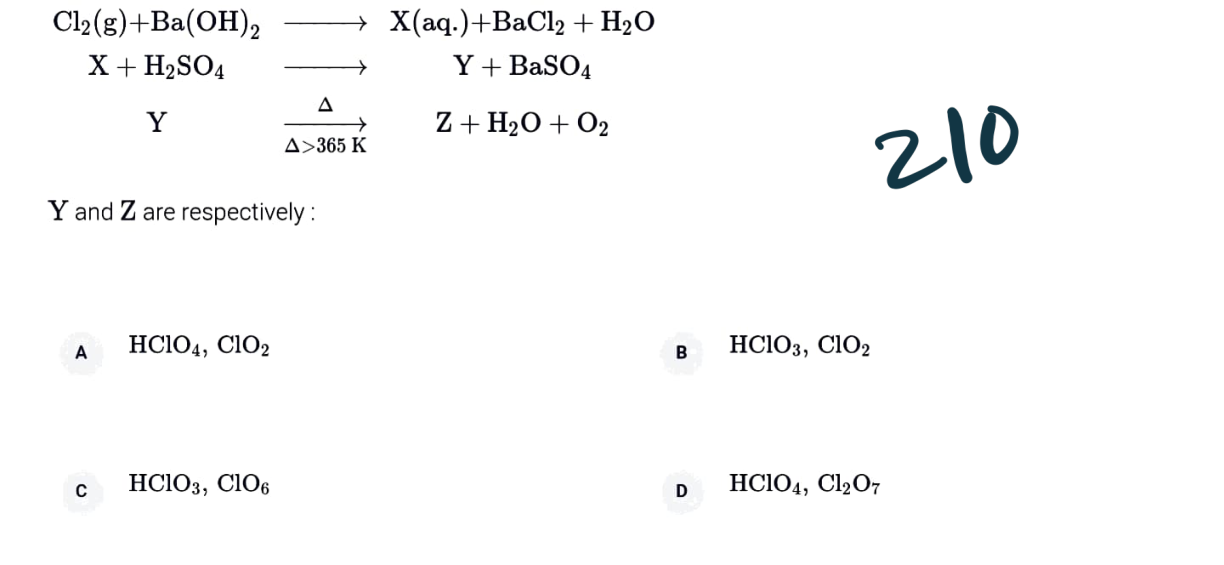 Cl₂(g)+Ba(OH)₂ ⟶ X(aq.)+BaCl₂ + H₂O
X + H₂SO₄ ⟶ Y + BaSO₄
Δ
Y ⟶ Z + H₂O + O₂
Δ>365 K
210
Y and Z are respectively :
A HClO₄, ClO₂
B HClO₃, ClO₂
C HClO₃, ClO₆
D HClO₄, Cl₂O₇